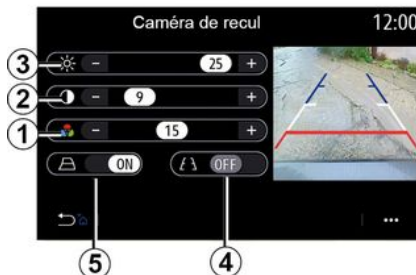 Caméra de recul 12:00
3 - 25 +
2 - 9 +
1 - 15 +
ON OFF
5 4